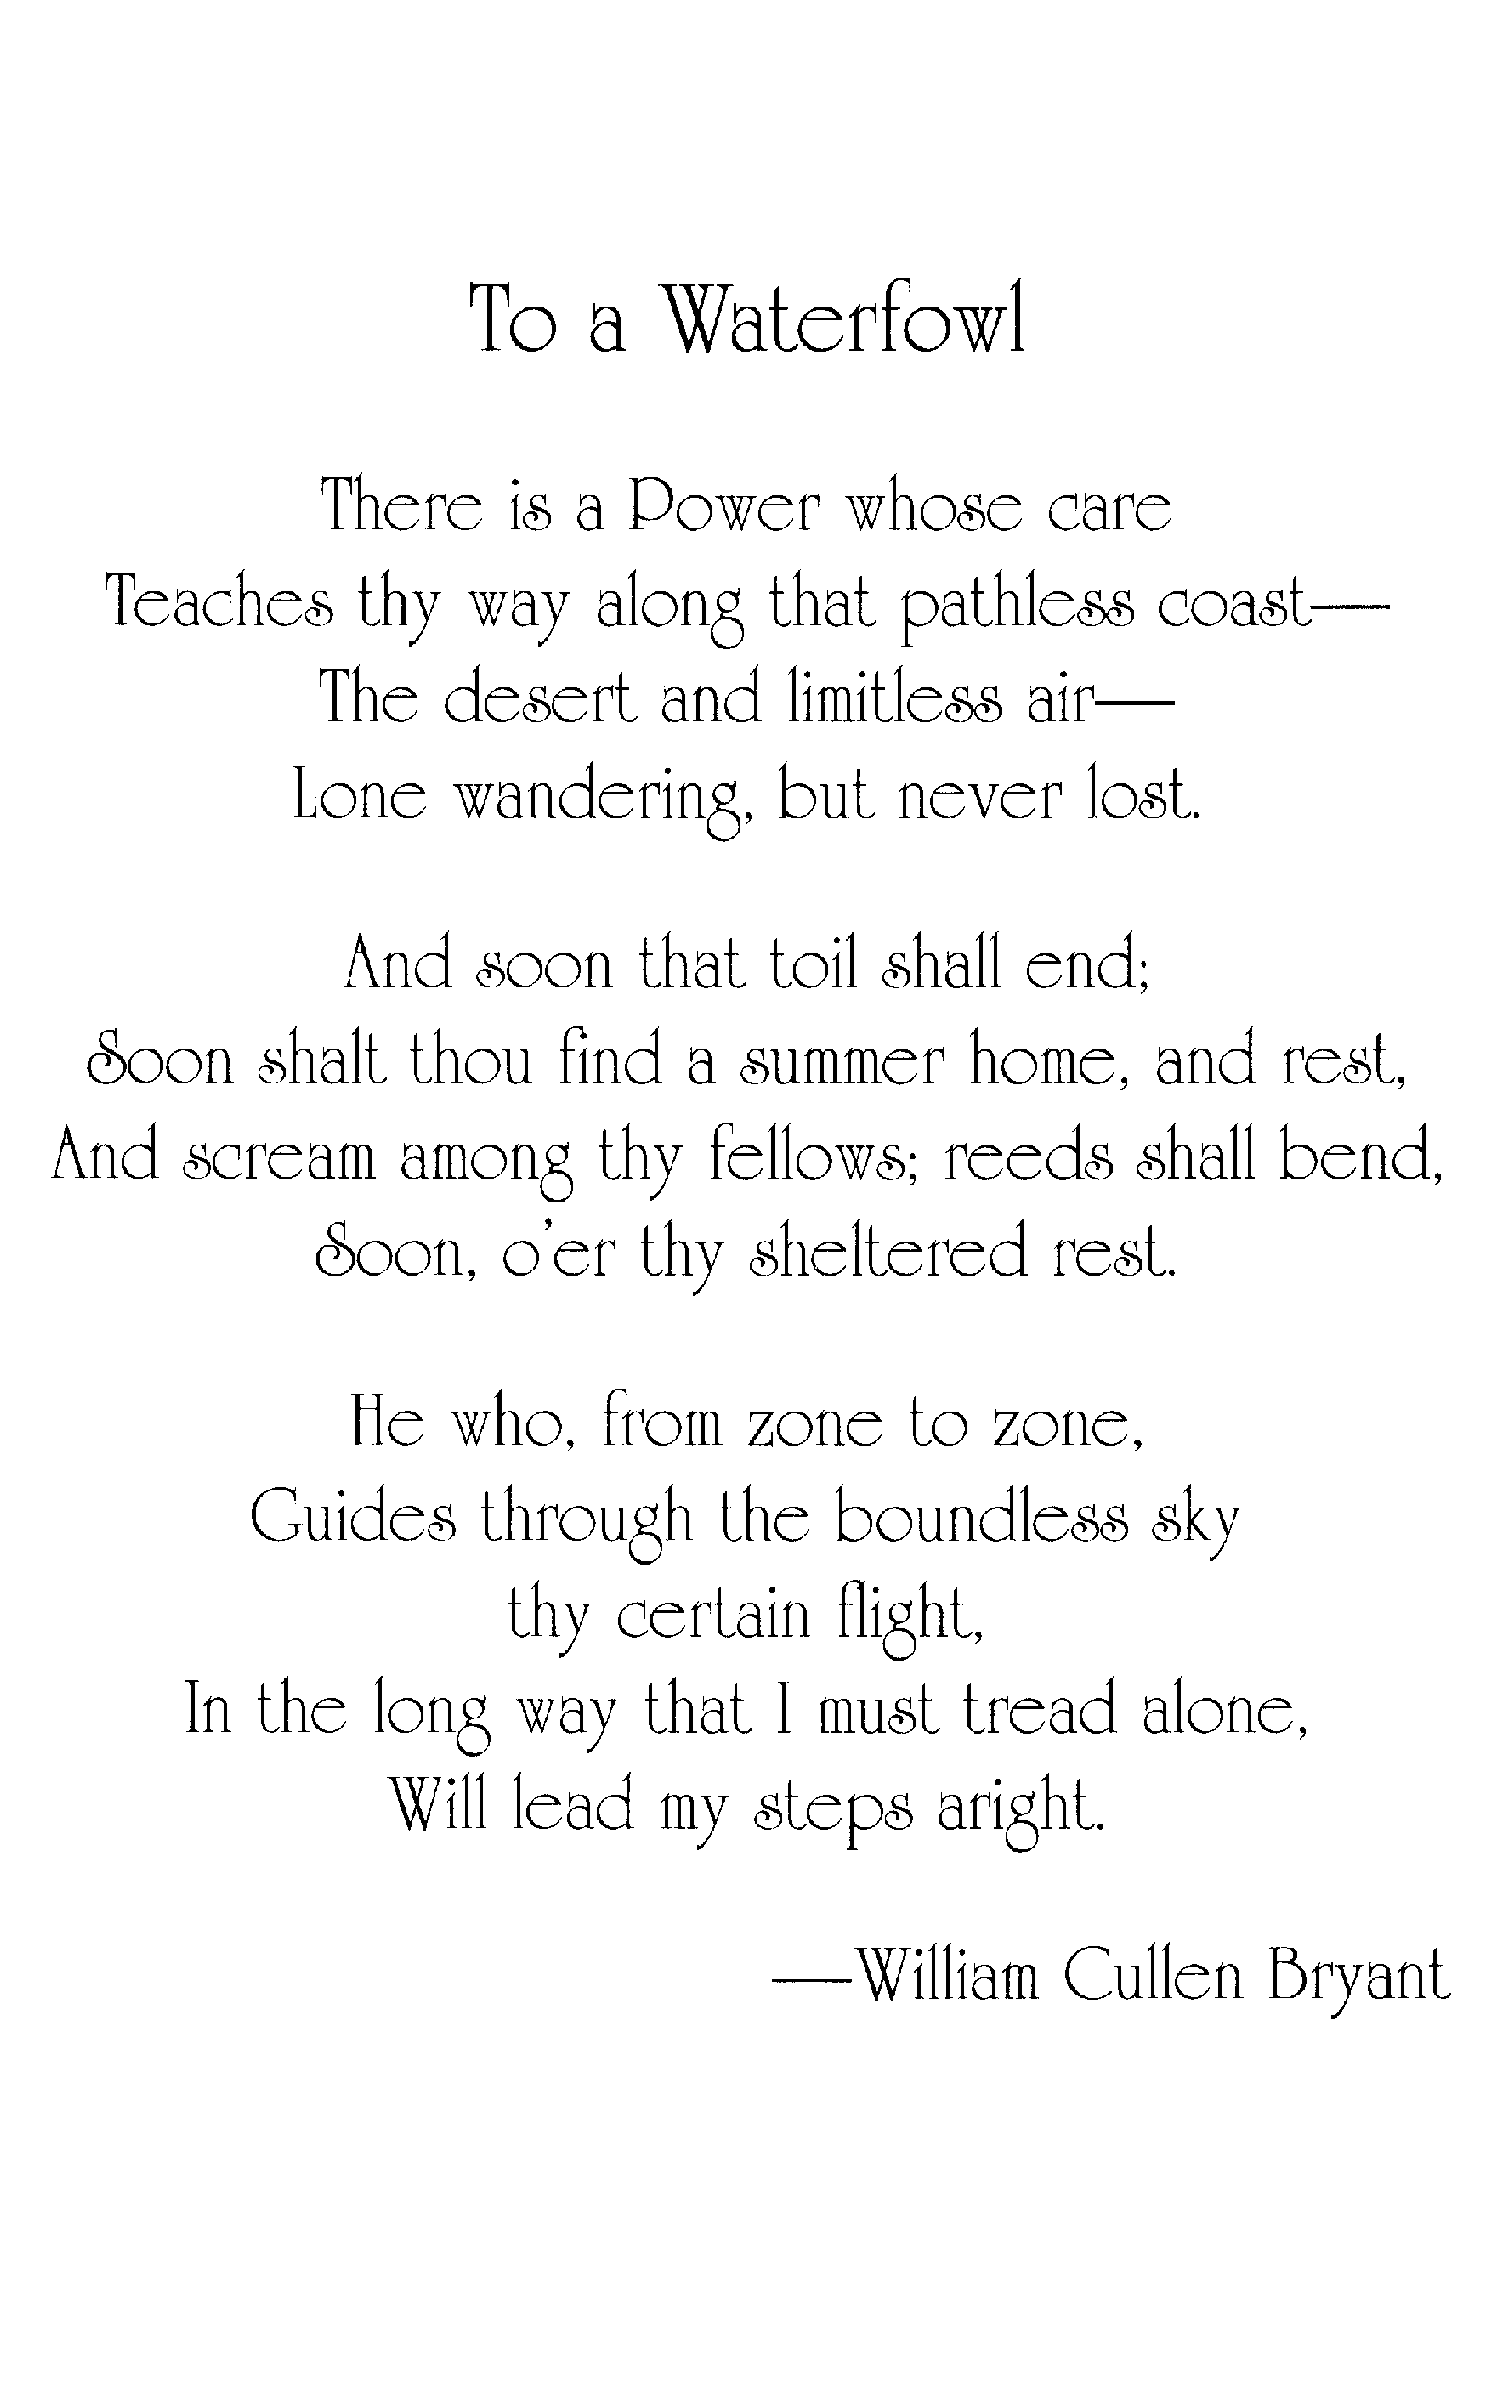 To a Waterfowl
There is a Power whose care
Teaches thy way along that pathless coast—
The desert and limitless air—
Lone wandering, but never lost.
And soon that toil shall end;
Soon shalt thou find a summer home, and rest,
And scream among thy fellows; reeds shall bend,
Soon, o'er thy sheltered rest.
He who, from zone to zone,
Guides through the boundless sky
thy certain flight,
In the long way that I must tread alone,
Will lead my steps aright.
—William Cullen Bryant